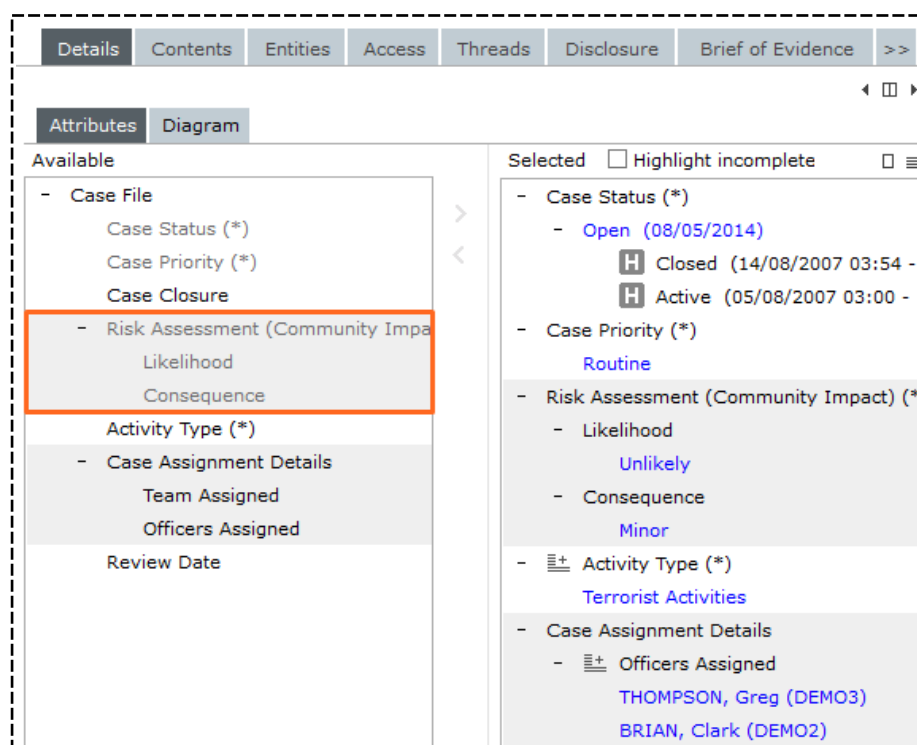 Details Contents Entities Access Threads Disclosure Brief of Evidence >>
Attributes Diagram
Available
- Case File
Case Status (*)
Case Priority (*)
Case Closure
- Risk Assessment (Community Impa
Likelihood
Consequence
Activity Type (*)
- Case Assignment Details
Team Assigned
Officers Assigned
Review Date
Selected Highlight incomplete
- Case Status (*)
- Open (08/05/2014)
H Closed (14/08/2007 03:54 -
H Active (05/08/2007 03:00 -
- Case Priority (*)
Routine
- Risk Assessment (Community Impact) (*
- Likelihood
Unlikely
- Consequence
Minor
- Activity Type (*)
Terrorist Activities
- Case Assignment Details
- Officers Assigned
THOMPSON, Greg (DEMO3)
BRIAN, Clark (DEMO2)